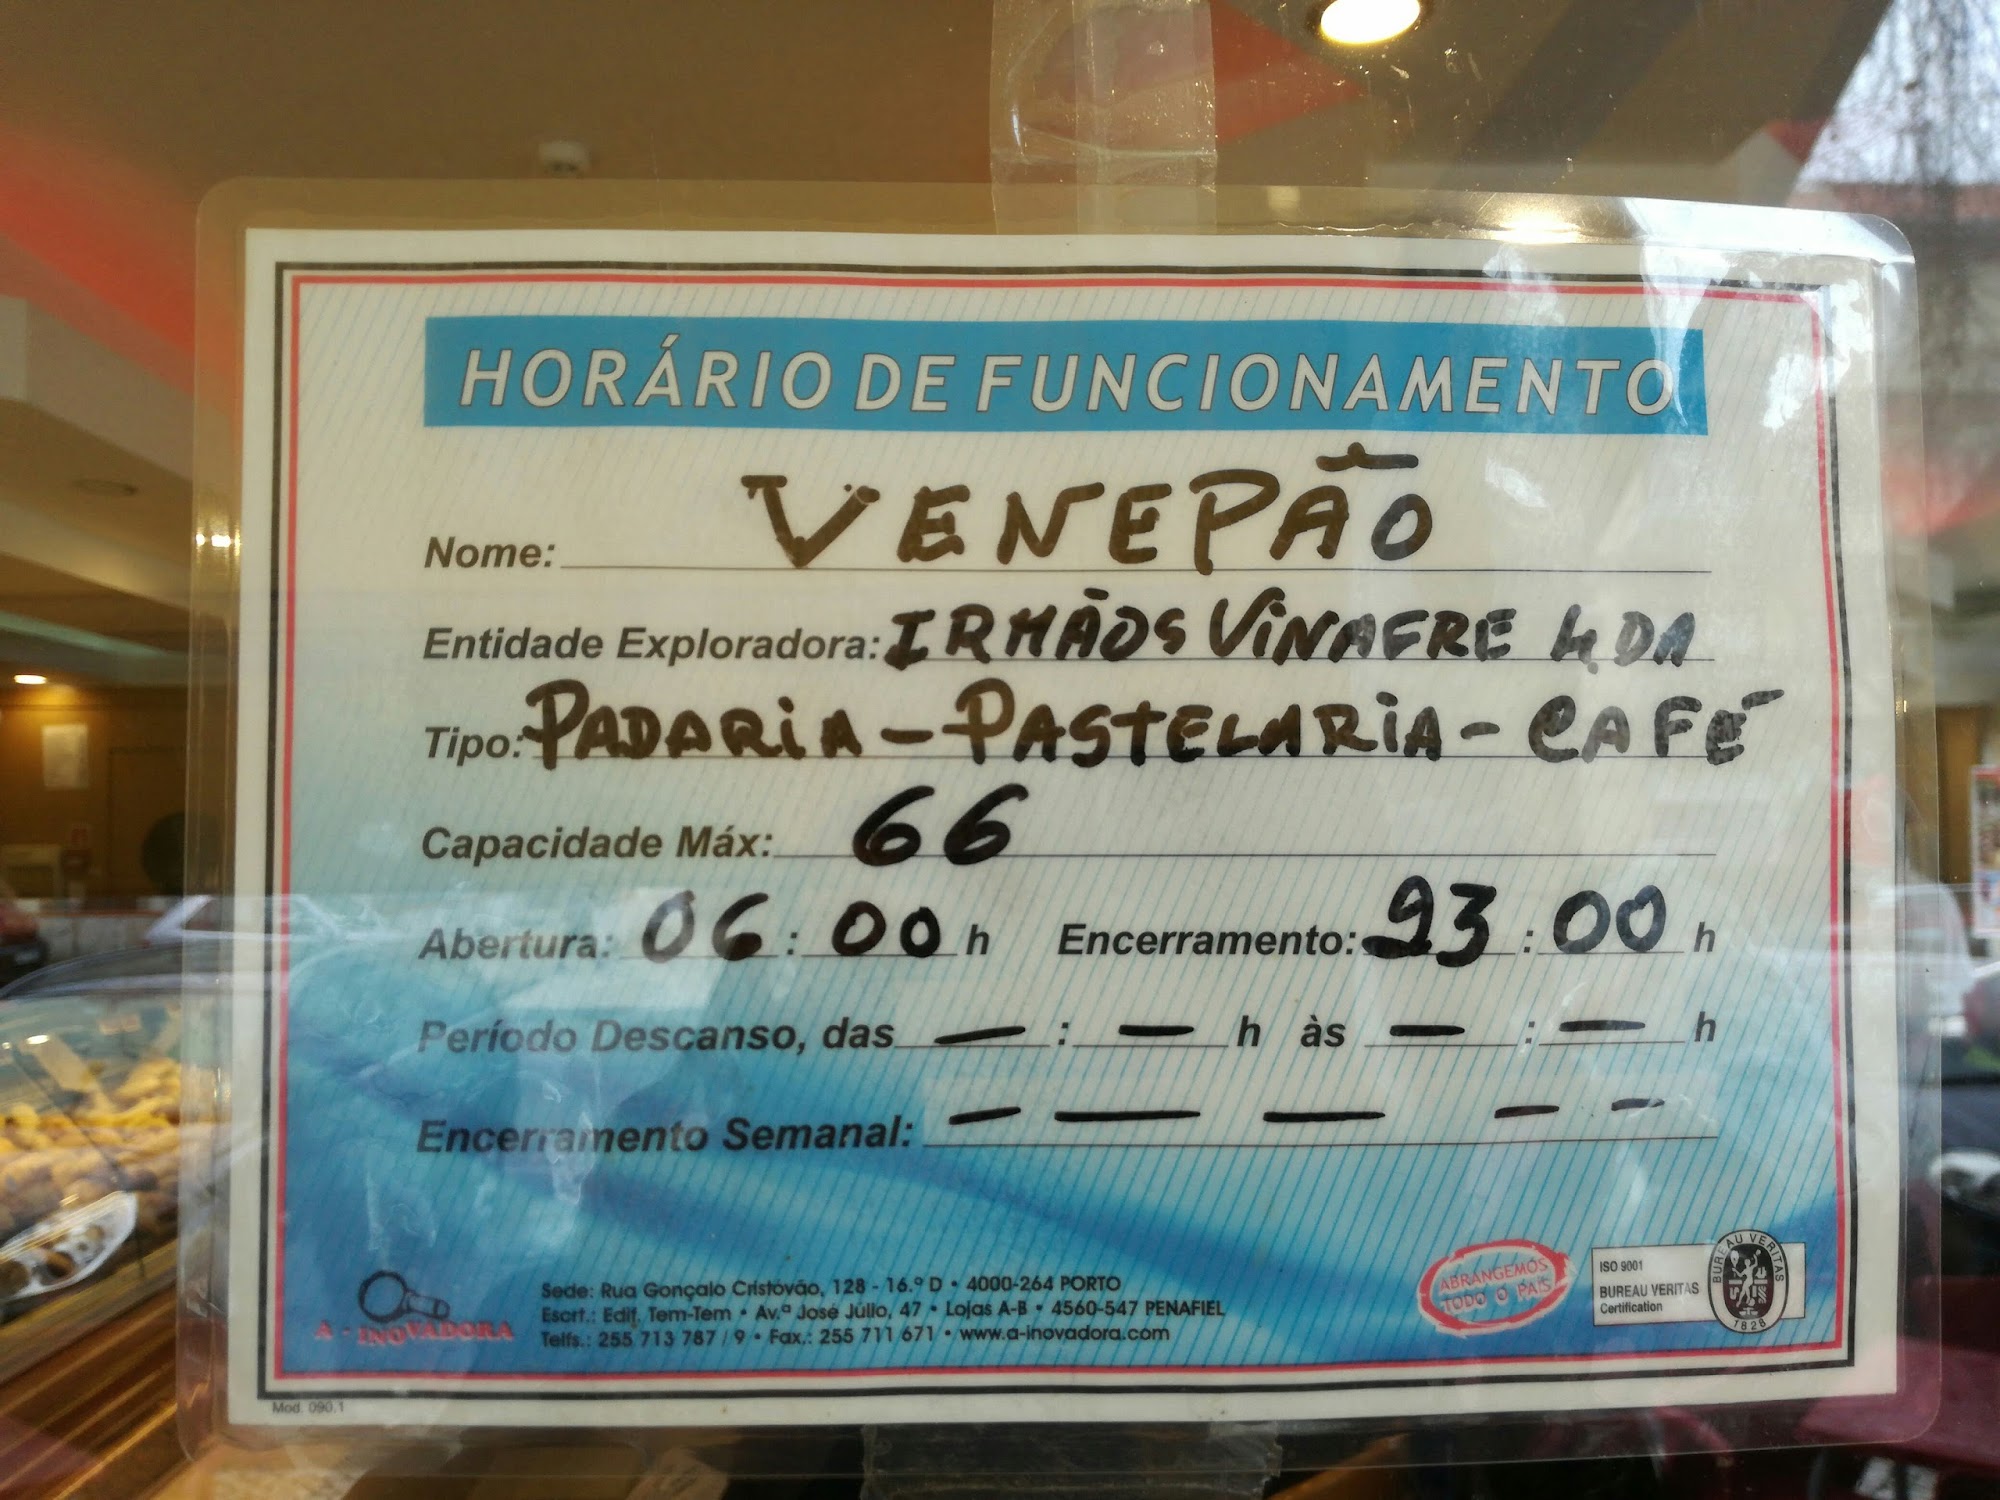 HORÁRIO DE FUNCIONAMENTO
Nome: VENEPÃO
Entidade Exploradora: IRMÃOS VINAFRE LDA
Tipo: PADARIA - PASTELARIA - CAFÉ
Capacidade Máx: 66
Abertura: 06 : 00 h Encerramento: 23 : 00 h
Período Descanso, das — : — h às — : — h
Encerramento Semanal: — — — — —
A - INOVADORA
Sede: Rua Gonçalo Cristóvão, 128 - 16.º D • 4000-264 PORTO
Escrt.: Edif. Tem-Tem • Av.ª José Júlio, 47 • Lojas A-B • 4560-547 PENAFIEL
Telfs.: 255 713 787 / 9 • Fax.: 255 711 671 • www.a-inovadora.com
ABRANGEMOS
TODO O PAÍS
ISO 9001
BUREAU VERITAS
Certification
BUREAU VERITAS
1828
Mod. 090.1